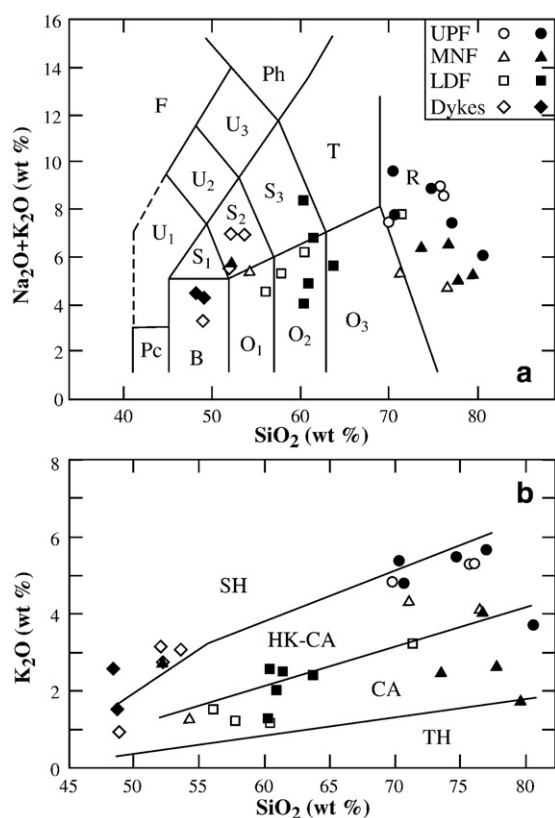 16
14
12
10
8
6
4
2
0
Na₂O+K₂O (wt %)
UPF
MNF
LDF
Dykes
F
Ph
U₃
T
R
U₂
S₃
S₂
U₁
S₁
Pc
B
O₁
O₂
O₃
a
40 50 60 70 80
SiO₂ (wt %)
8
6
4
2
0
K₂O (wt %)
b
SH
HK-CA
CA
TH
45 50 55 60 65 70 75 80
SiO₂ (wt %)